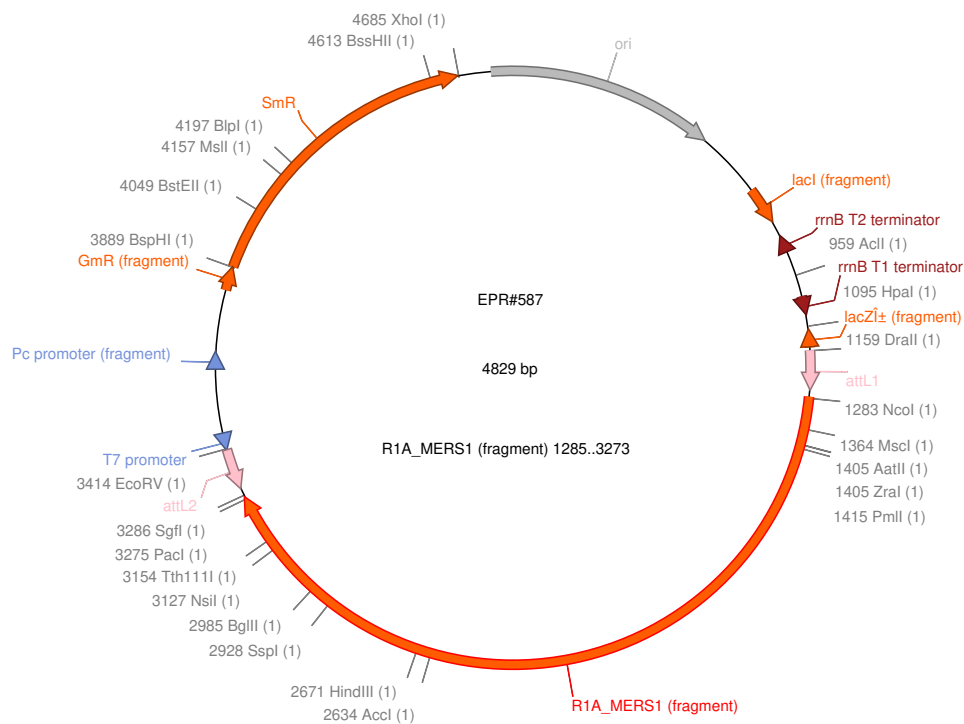 4685 XhoI (1)
4613 BssHII (1)
ori
SmR
4197 BlpI (1)
4157 MslI (1)
4049 BstEII (1)
3889 BspHI (1)
GmR (fragment)
lacI (fragment)
rrnB T2 terminator
959 AclI (1)
rrnB T1 terminator
1095 HpaI (1)
lacZÎ± (fragment)
1159 DraII (1)
attL1
EPR#587
4829 bp
R1A_MERS1 (fragment) 1285..3273
Pc promoter (fragment)
1283 NcoI (1)
1364 MscI (1)
1405 AatII (1)
1405 ZraI (1)
1415 PmlI (1)
T7 promoter
3414 EcoRV (1)
attL2
3286 SgfI (1)
3275 PacI (1)
3154 Tth111I (1)
3127 NsiI (1)
2985 BglII (1)
2928 SspI (1)
2671 HindIII (1)
2634 AccI (1)
R1A_MERS1 (fragment)